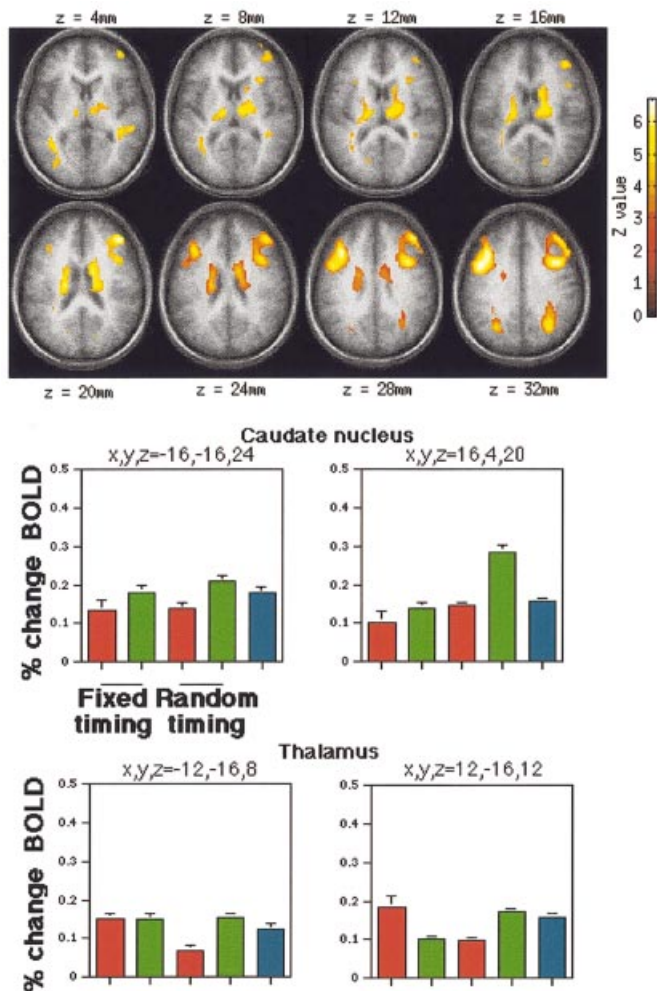 z = 4mm z = 8mm z = 12mm z = 16mm
6
5
4
3
2
1
0
Z value
z = 20mm z = 24mm z = 28mm z = 32mm
Caudate nucleus
x,y,z=-16,-16,24 x,y,z=16,4,20
% change BOLD
0.5 0.5
0.4 0.4
0.3 0.3
0.2 0.2
0.1 0.1
0 0
Fixed Random
timing timing
Thalamus
x,y,z=-12,-16,8 x,y,z=12,-16,12
% change BOLD
0.5 0.5
0.4 0.4
0.3 0.3
0.2 0.2
0.1 0.1
0 0